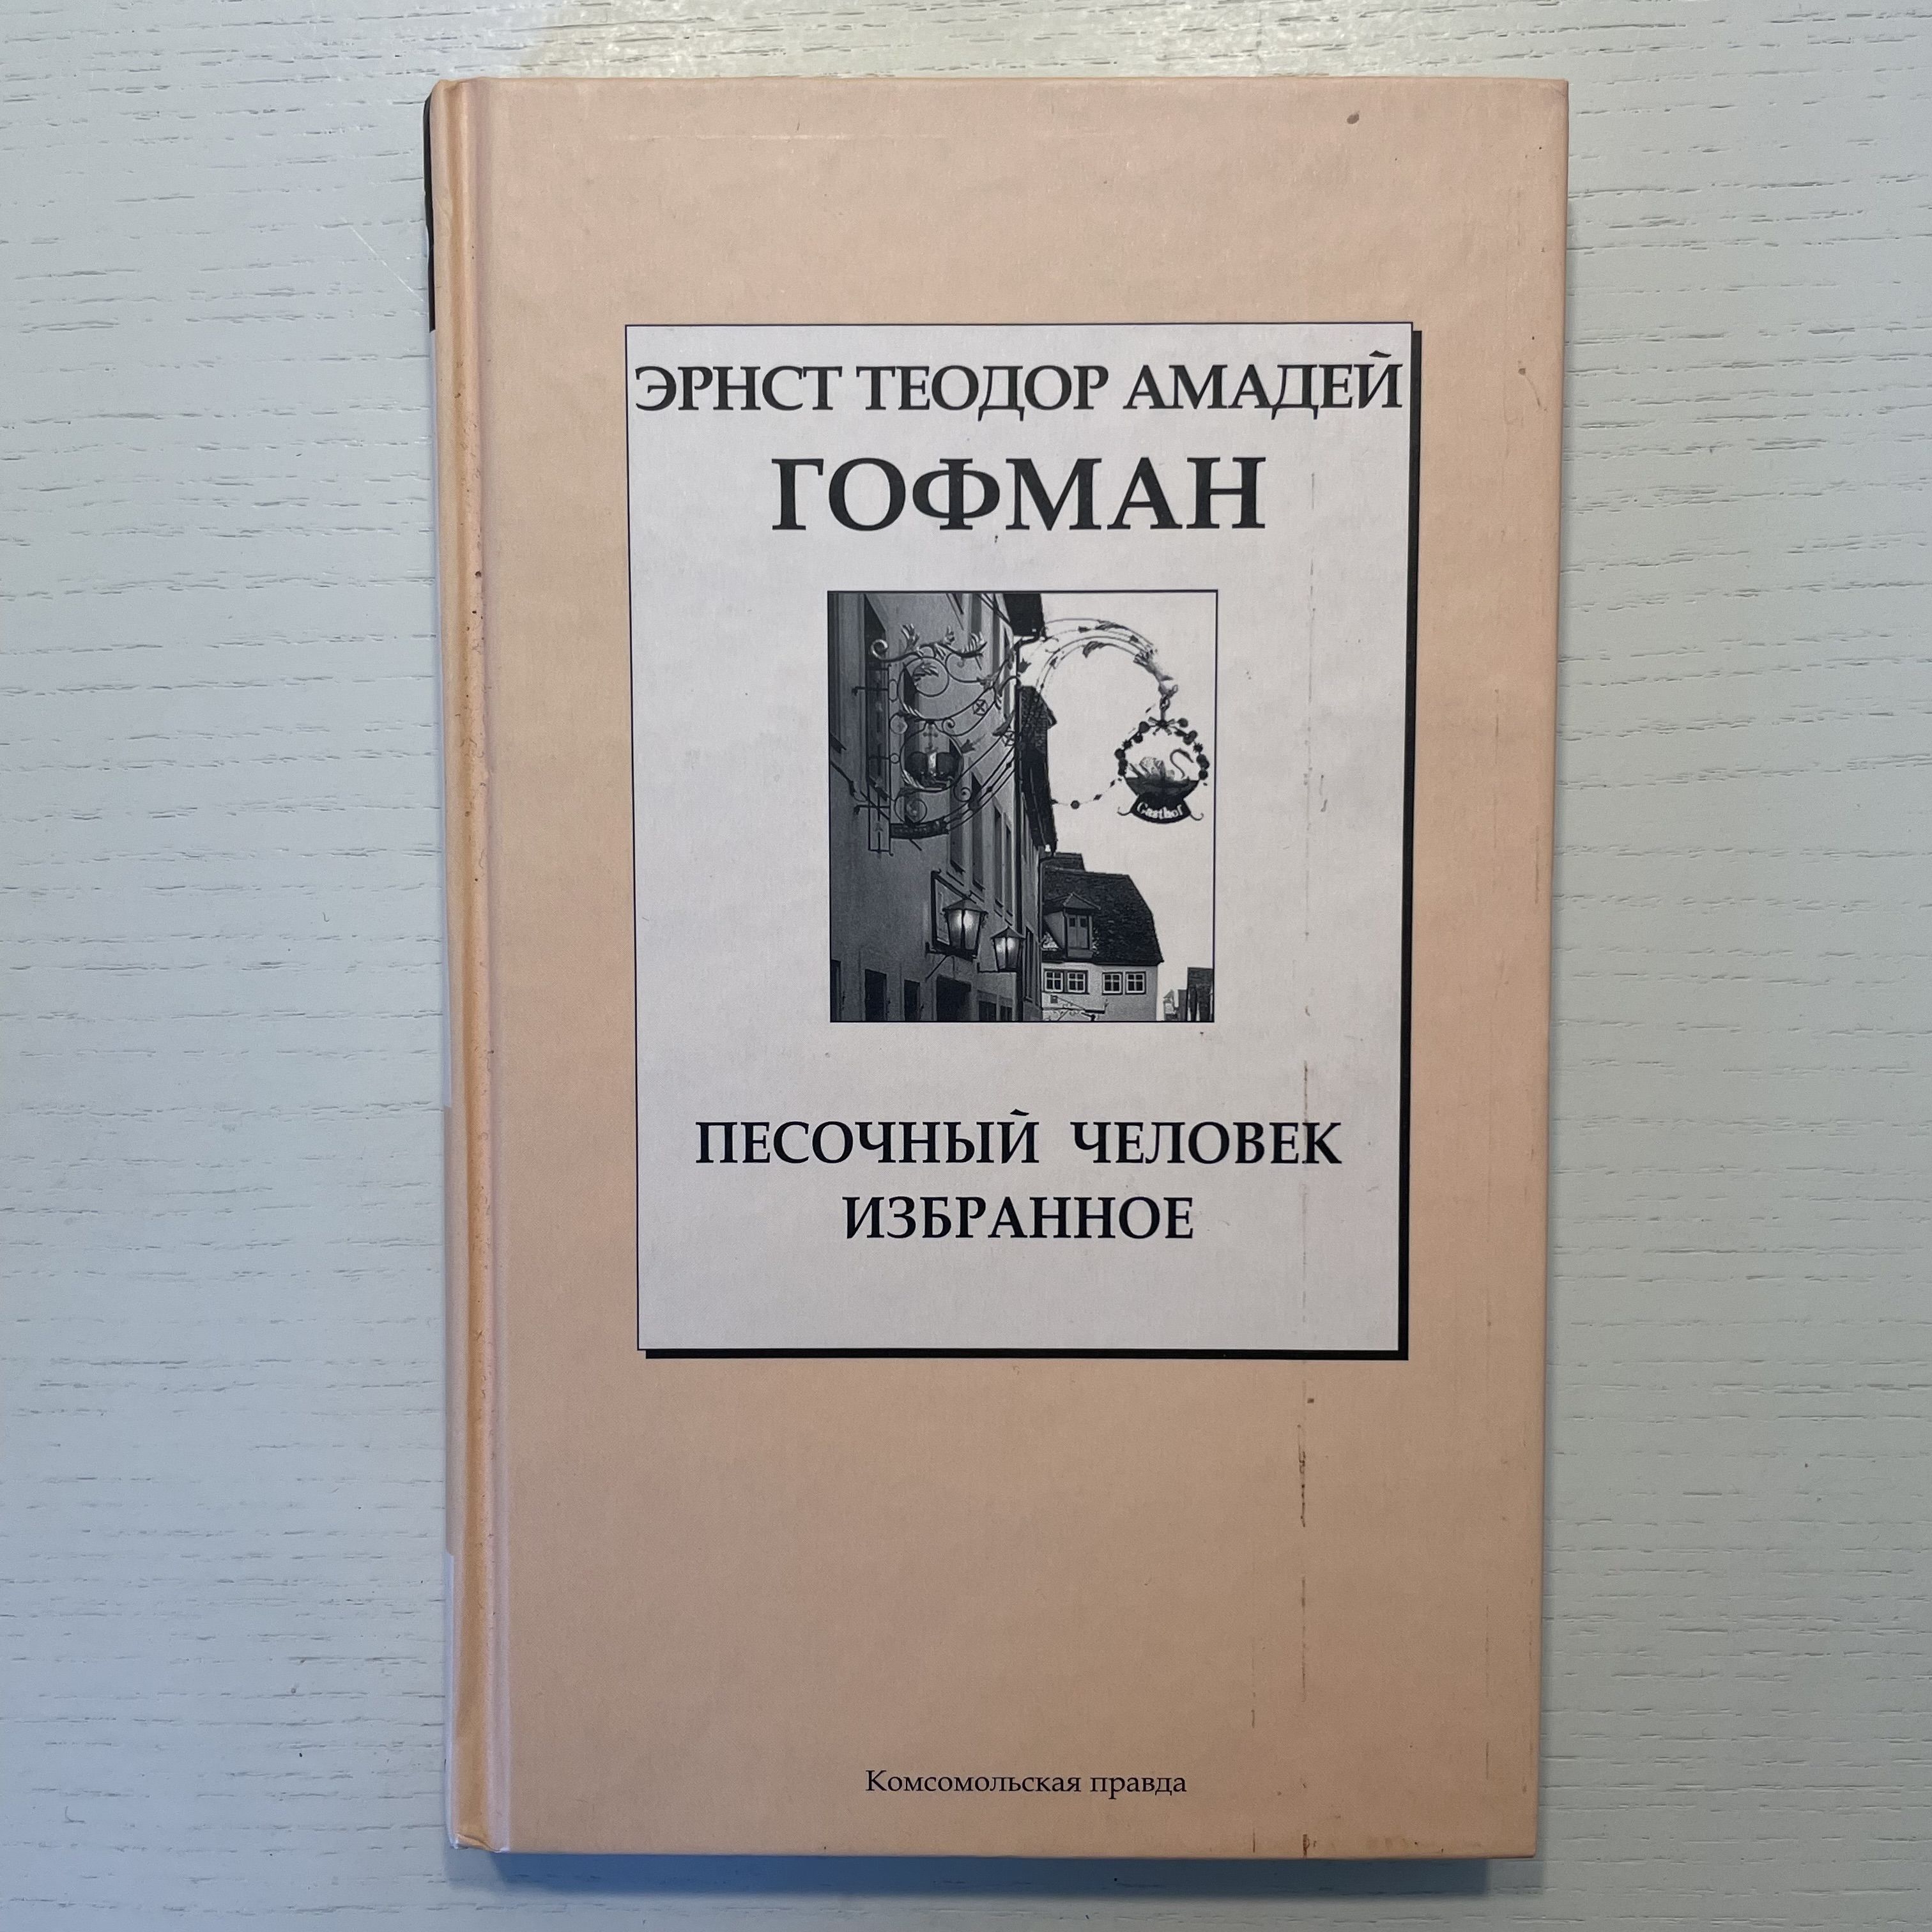 ЭРНСТ ТЕОДОР АМАДЕЙ
ГОФМАН
Gasthof
ПЕСОЧНЫЙ ЧЕЛОВЕК
ИЗБРАННОЕ
Комсомольская правда